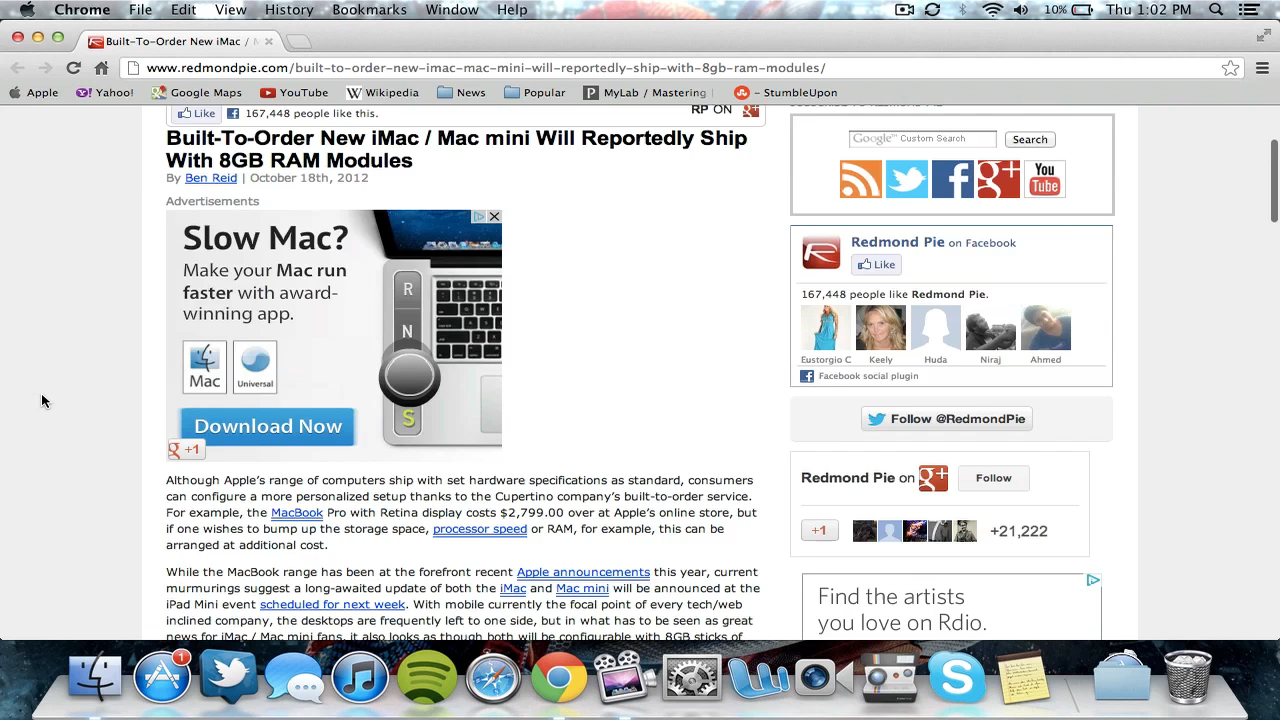 Chrome File Edit View History Bookmarks Window Help 10% Thu 1:02 PM
Built-To-Order New iMac / M
www.redmondpie.com/built-to-order-new-imac-mac-mini-will-reportedly-ship-with-8gb-ram-modules/
Apple Yahoo! Google Maps YouTube Wikipedia News Popular MyLab / Mastering StumbleUpon
Like 167,448 people like this. RP ON
Built-To-Order New iMac / Mac mini Will Reportedly Ship
With 8GB RAM Modules
By Ben Reid | October 18th, 2012
Advertisements
Slow Mac?
Make your Mac run
faster with award-
winning app.
Mac Universal
Download Now
R
N
S
+1
Although Apple's range of computers ship with set hardware specifications as standard, consumers
can configure a more personalized setup thanks to the Cupertino company's built-to-order service.
For example, the MacBook Pro with Retina display costs $2,799.00 over at Apple's online store, but
if one wishes to bump up the storage space, processor speed or RAM, for example, this can be
arranged at additional cost.
While the MacBook range has been at the forefront recent Apple announcements this year, current
murmurings suggest a long-awaited update of both the iMac and Mac mini will be announced at the
iPad Mini event scheduled for next week. With mobile currently the focal point of every tech/web
inclined company, the desktops are frequently left to one side, but in what has to be seen as great
news for iMac / Mac mini fans, it also looks as though both will be configurable with 8GB sticks of
Google Custom Search Search
You Tube
Redmond Pie on Facebook
Like
167,448 people like Redmond Pie.
Eustorgio C Keely Huda Niraj Ahmed
Facebook social plugin
Follow @RedmondPie
Redmond Pie on Follow
+1 +21,222
Find the artists
you love on Rdio.
1